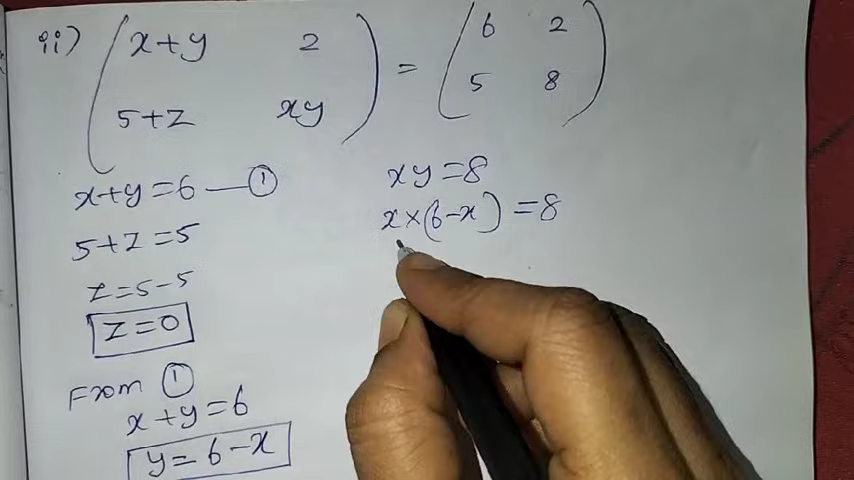 ii) (x+y 2) = (6 2)
(5+z xy) (5 8)
x+y=6 —①
5+z=5
z=5-5
z=0
From ①
x+y=6
y=6-x
xy=8
x×(6-x)=8